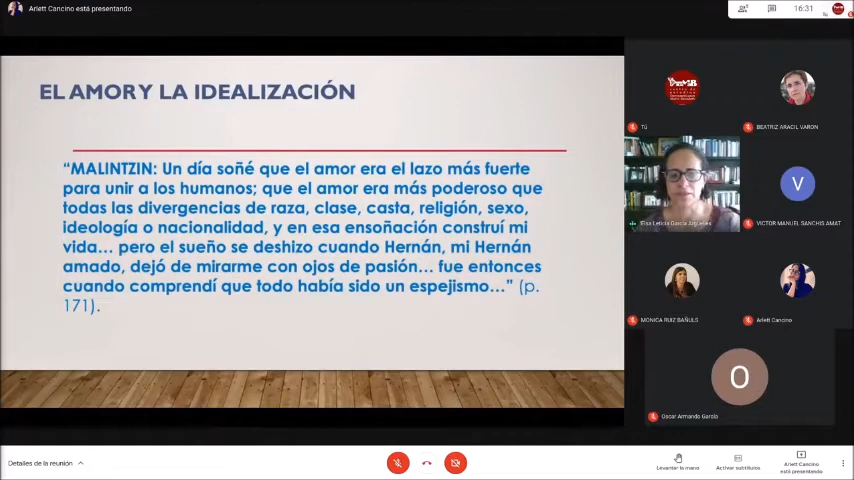 Arlett Cancino está presentando
16:31
EL AMOR Y LA IDEALIZACIÓN
“MALINTZIN: Un día soñé que el amor era el lazo más fuerte
para unir a los humanos; que el amor era más poderoso que
todas las divergencias de raza, clase, casta, religión, sexo,
ideología o nacionalidad, y en esa ensoñación construí mi
vida… pero el sueño se deshizo cuando Hernán, mi Hernán
amado, dejó de mirarme con ojos de pasión… fue entonces
cuando comprendí que todo había sido un espejismo…” (p.
171).
Tú
BEATRIZ ARACIL VARON
Elsa Leticia García Argüelles
V
VICTOR MANUEL SANCHIS AMAT
MONICA RUIZ BAÑULS
Arlett Cancino
O
Oscar Armando García
Detalles de la reunión
Levantar la mano
Activar subtítulos
Arlett Cancino
está presentando